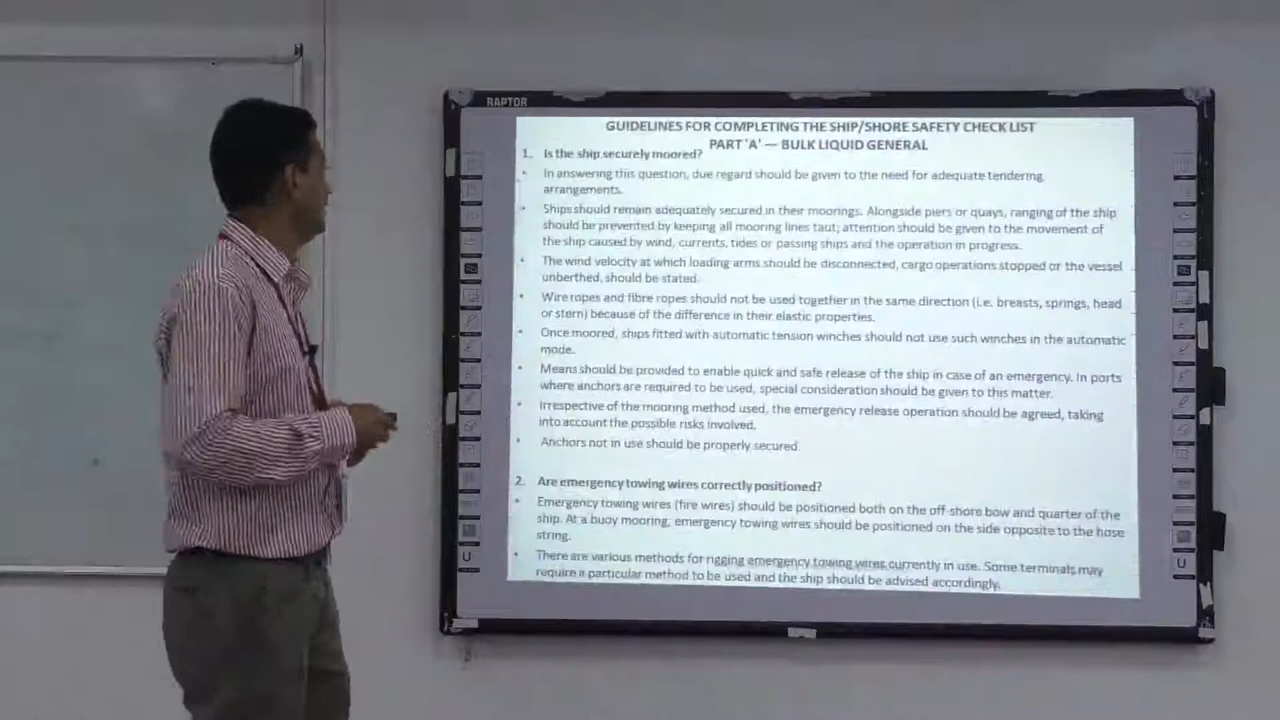 RAPTOR
GUIDELINES FOR COMPLETING THE SHIP/SHORE SAFETY CHECK LIST
PART 'A' — BULK LIQUID GENERAL
1. Is the ship securely moored?
• In answering this question, due regard should be given to the need for adequate tendering
arrangements.
• Ships should remain adequately secured in their moorings. Alongside piers or quays, ranging of the ship
should be prevented by keeping all mooring lines taut; attention should be given to the movement of
the ship caused by wind, currents, tides or passing ships and the operation in progress.
• The wind velocity at which loading arms should be disconnected, cargo operations stopped or the vessel
unberthed, should be stated.
• Wire ropes and fibre ropes should not be used together in the same direction (i.e. breasts, springs, head
or stern) because of the difference in their elastic properties.
• Once moored, ships fitted with automatic tension winches should not use such winches in the automatic
mode.
• Means should be provided to enable quick and safe release of the ship in case of an emergency. In ports
where anchors are required to be used, special consideration should be given to this matter.
• Irrespective of the mooring method used, the emergency release operation should be agreed, taking
into account the possible risks involved.
• Anchors not in use should be properly secured.
2. Are emergency towing wires correctly positioned?
• Emergency towing wires (fire wires) should be positioned both on the off-shore bow and quarter of the
ship. At a buoy mooring, emergency towing wires should be positioned on the side opposite to the hose
string.
• There are various methods for rigging emergency towing wires currently in use. Some terminals may
require a particular method to be used and the ship should be advised accordingly.
U
U